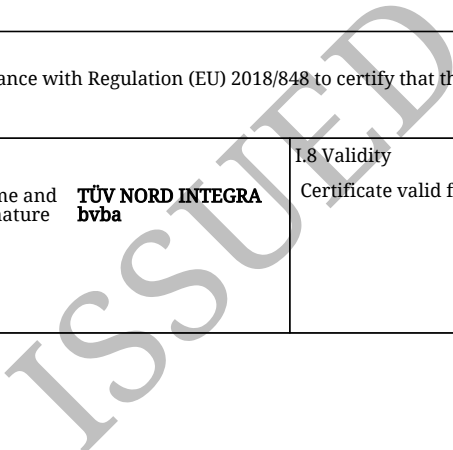 ance with Regulation (EU) 2018/848 to certify that th
I.8 Validity
me and TÜV NORD INTEGRA
nature bvba
Certificate valid f
ISSUED